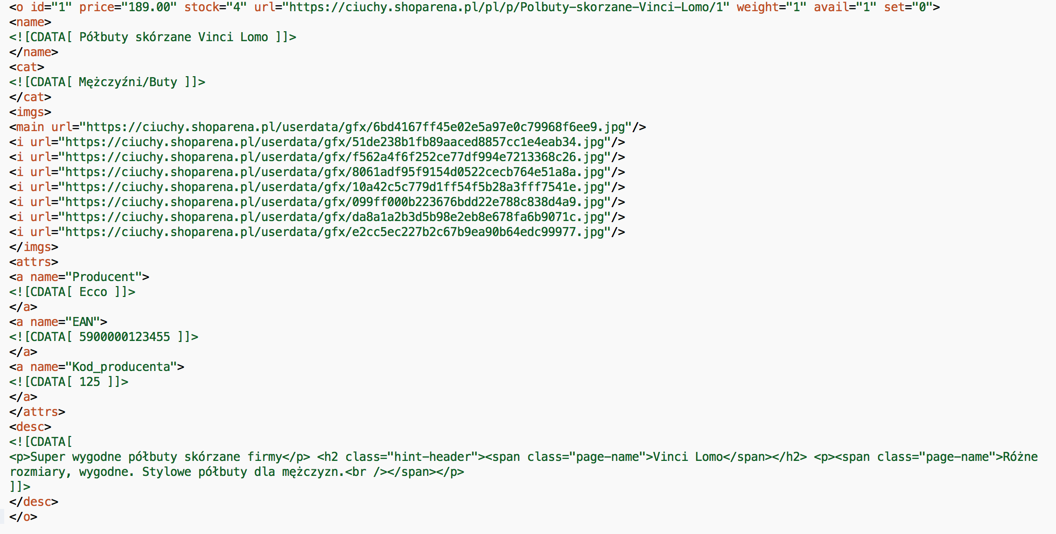 <o id="1" price="189.00" stock="4" url="https://ciuchy.shoparena.pl/pl/p/Polbuty-skorzane-Vinci-Lomo/1" weight="1" avail="1" set="0">
<name>
<![CDATA[ Półbuty skórzane Vinci Lomo ]]>
</name>
<cat>
<![CDATA[ Mężczyźni/Buty ]]>
</cat>
<imgs>
<main url="https://ciuchy.shoparena.pl/userdata/gfx/6bd4167ff45e02e5a97e0c79968f6ee9.jpg"/>
<i url="https://ciuchy.shoparena.pl/userdata/gfx/51de238b1fb89aaced8857cc1e4eab34.jpg"/>
<i url="https://ciuchy.shoparena.pl/userdata/gfx/f562a4f6f252ce77df994e7213368c26.jpg"/>
<i url="https://ciuchy.shoparena.pl/userdata/gfx/8061adf95f9154d0522cecb764e51a8a.jpg"/>
<i url="https://ciuchy.shoparena.pl/userdata/gfx/10a42c5c779d1ff54f5b28a3fff7541e.jpg"/>
<i url="https://ciuchy.shoparena.pl/userdata/gfx/099ff000b223676bdd22e788c838d4a9.jpg"/>
<i url="https://ciuchy.shoparena.pl/userdata/gfx/da8a1a2b3d5b98e2eb8e678fa6b9071c.jpg"/>
<i url="https://ciuchy.shoparena.pl/userdata/gfx/e2cc5ec227b2c67b9ea90b64edc99977.jpg"/>
</imgs>
<attrs>
<a name="Producent">
<![CDATA[ Ecco ]]>
</a>
<a name="EAN">
<![CDATA[ 5900000123455 ]]>
</a>
<a name="Kod_producenta">
<![CDATA[ 125 ]]>
</a>
</attrs>
<desc>
<![CDATA[
<p>Super wygodne półbuty skórzane firmy</p> <h2 class="hint-header"><span class="page-name">Vinci Lomo</span></h2> <p><span class="page-name">Różne
rozmiary, wygodne. Stylowe półbuty dla mężczyzn.<br /></span></p>
]]>
</desc>
</o>